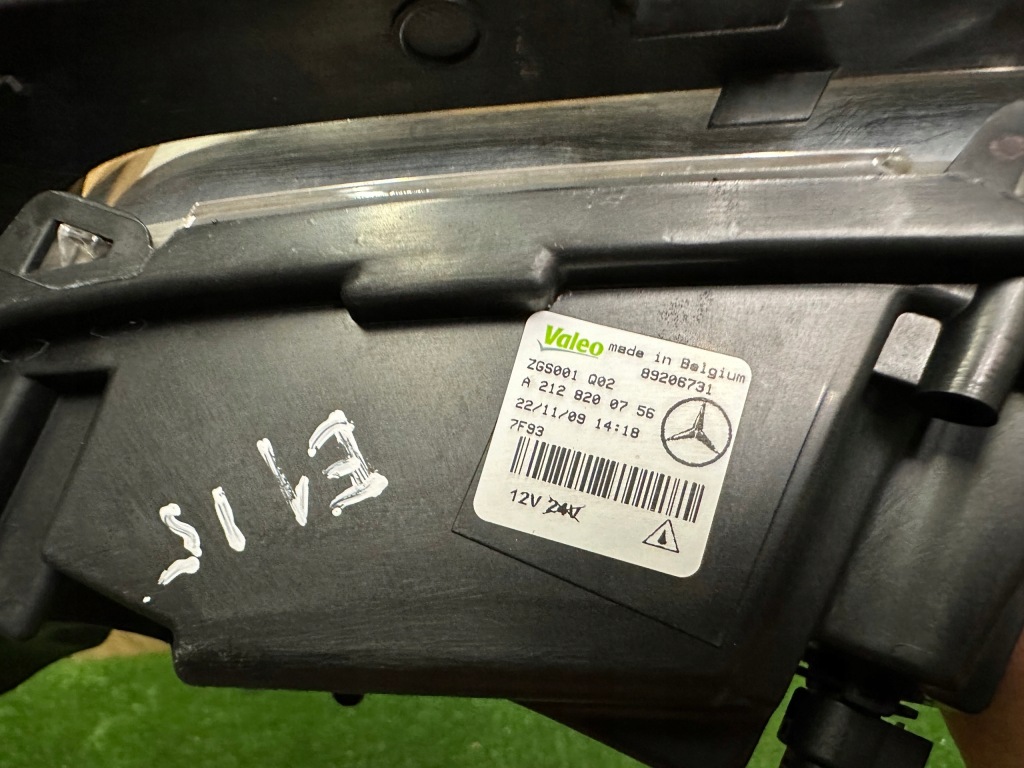 Valeo made in Belgium
ZGS001 Q02 89206731
A 212 820 07 56
22/11/09 14:18
7F93
12V 24V